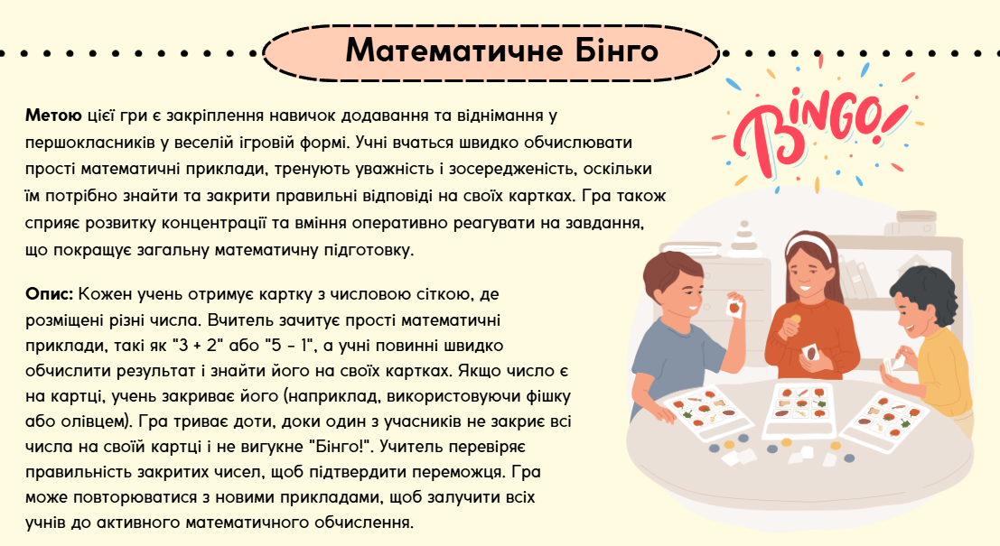 Математичне Бінго
BINGO!
Метою цієї гри є закріплення навичок додавання та віднімання у
першокласників у веселій ігровій формі. Учні вчаться швидко обчислювати
прості математичні приклади, тренують уважність і зосередженість, оскільки
їм потрібно знайти та закрити правильні відповіді на своїх картках. Гра також
сприяє розвитку концентрації та вміння оперативно реагувати на завдання,
що покращує загальну математичну підготовку.
Опис: Кожен учень отримує картку з числовою сіткою, де
розміщені різні числа. Вчитель зачитує прості математичні
приклади, такі як "3 + 2" або "5 – 1", а учні повинні швидко
обчислити результат і знайти його на своїх картках. Якщо число є
на картці, учень закриває його (наприклад, використовуючи фішку
або олівцем). Гра триває доти, доки один з учасників не закриє всі
числа на своїй картці і не вигукне "Бінго!". Учитель перевіряє
правильність закритих чисел, щоб підтвердити переможця. Гра
може повторюватися з новими прикладами, щоб залучити всіх
учнів до активного математичного обчислення.